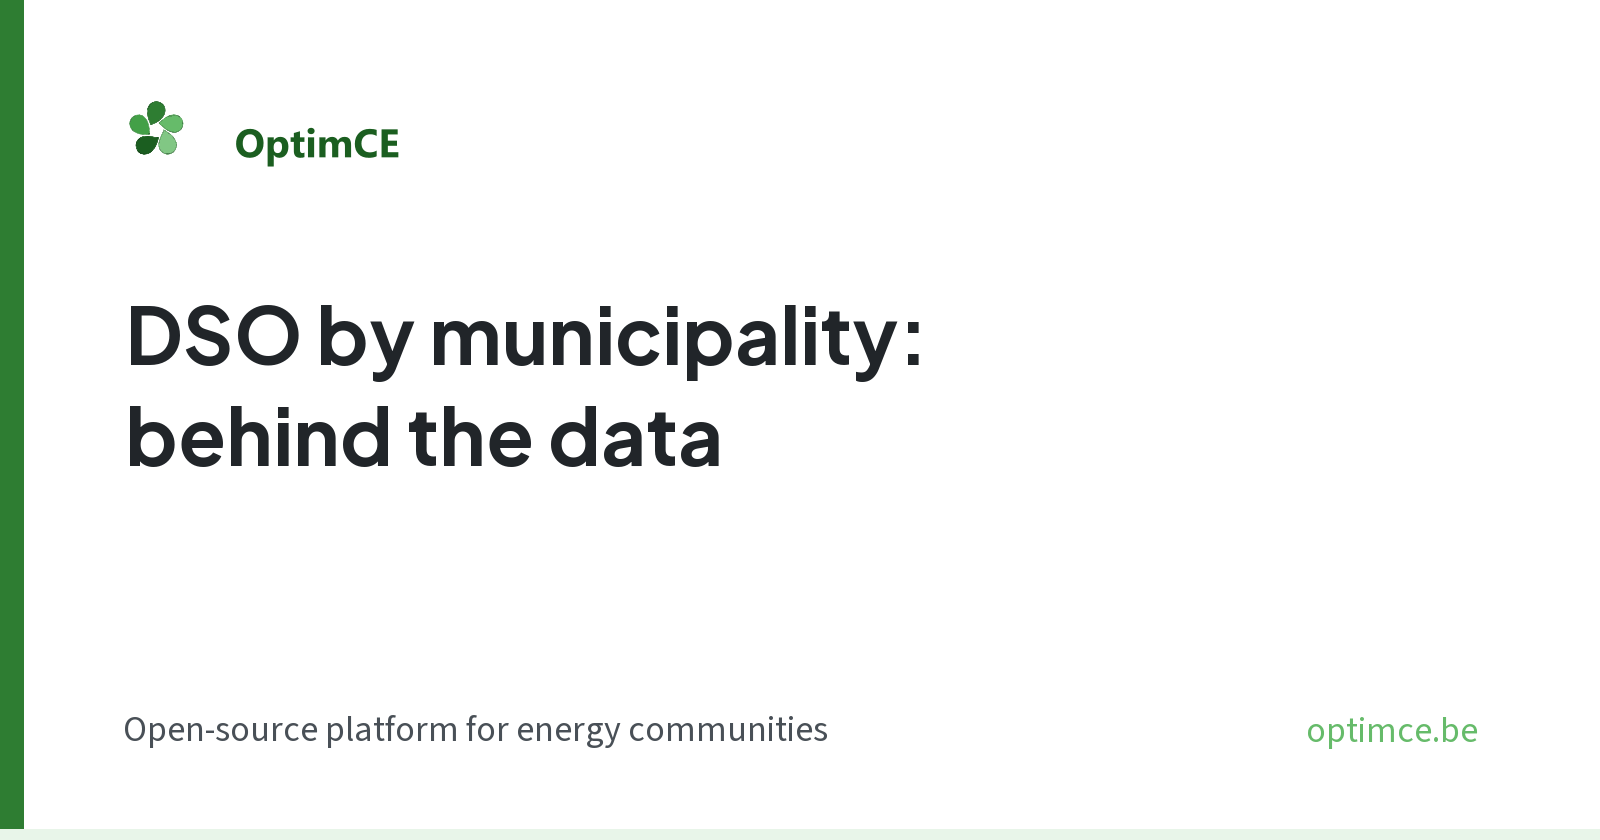 OptimCE
DSO by municipality:
behind the data
Open-source platform for energy communities
optimce.be